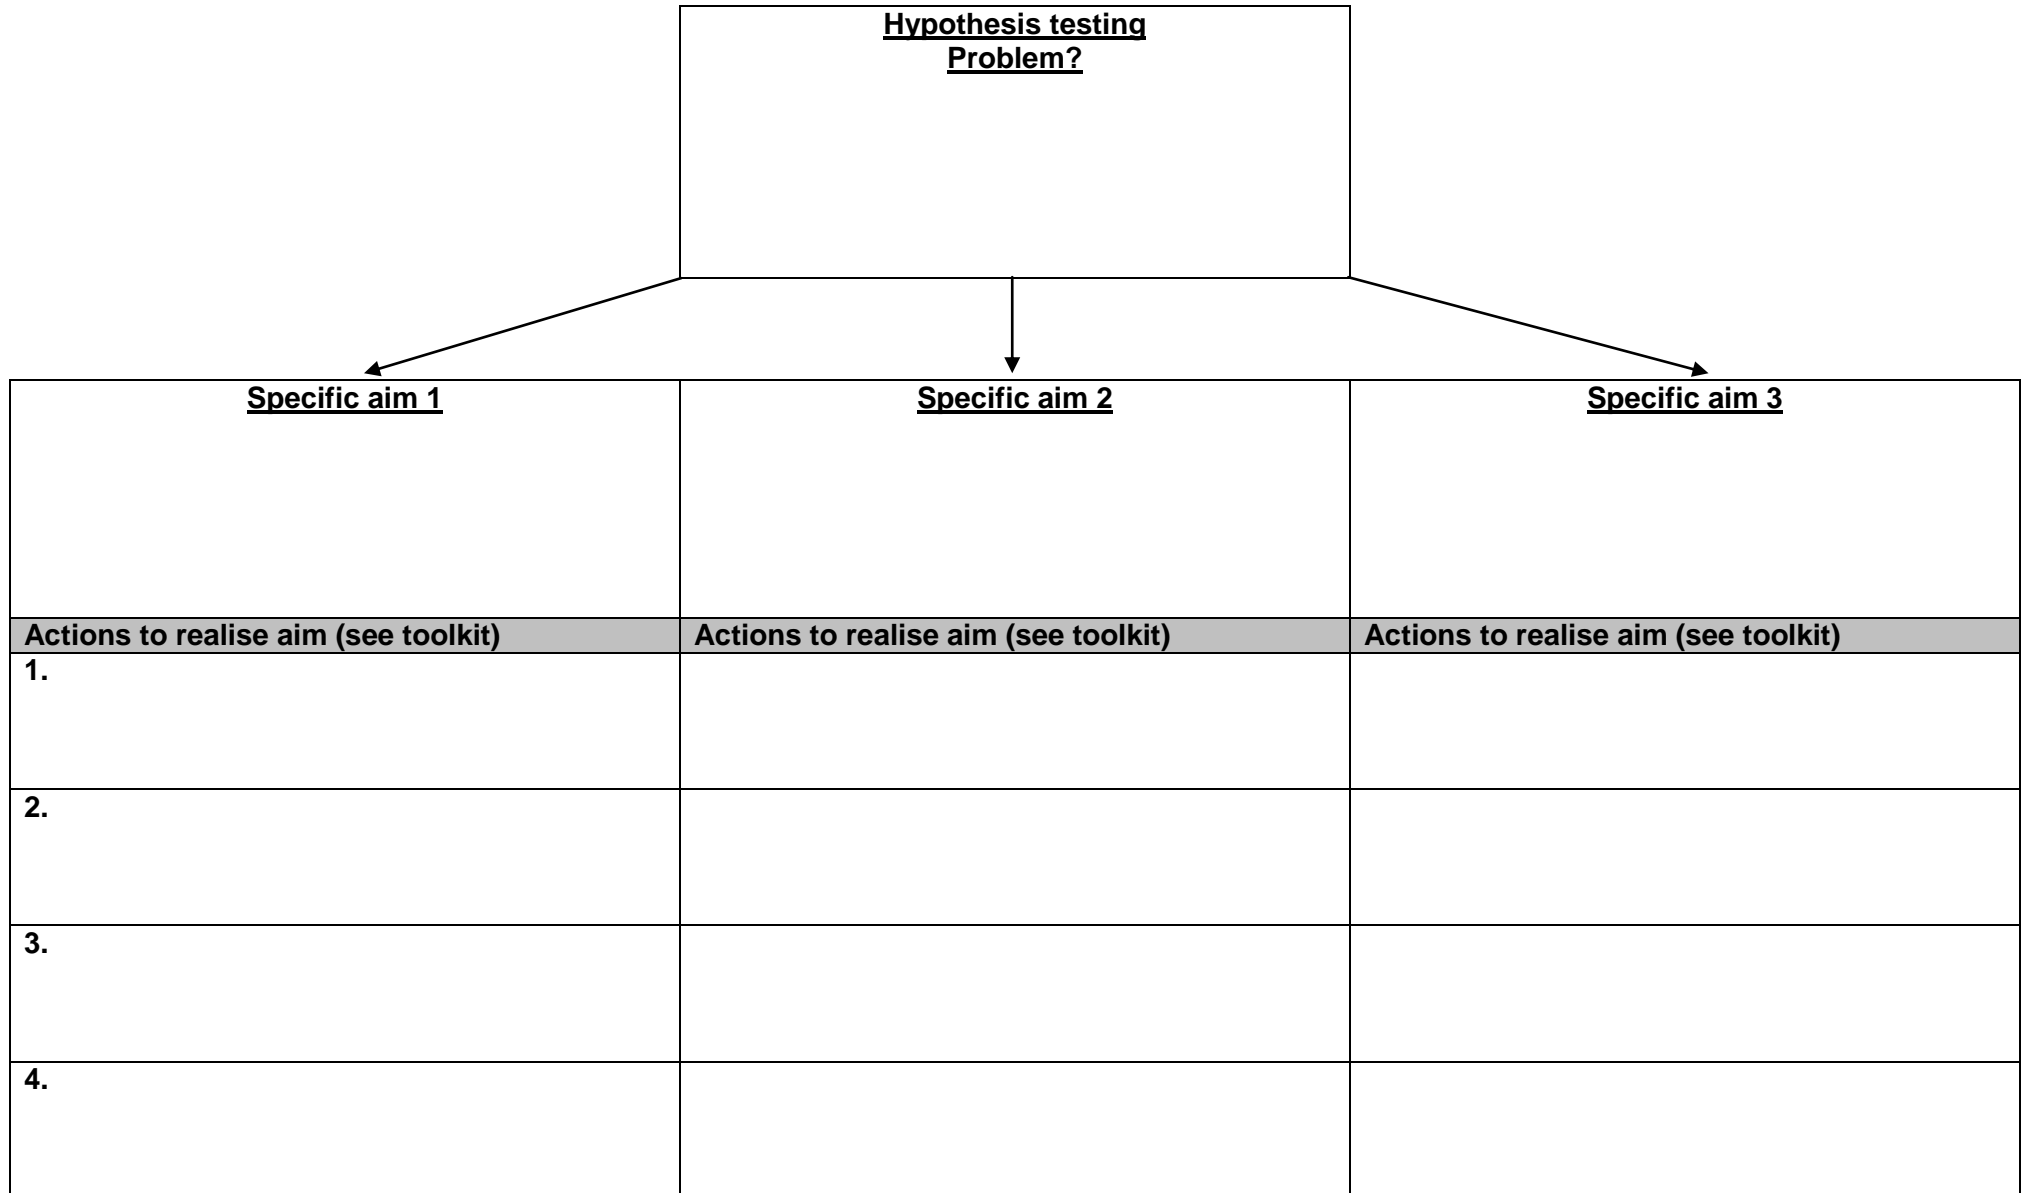 Hypothesis testing
Problem?
Specific aim 1
Specific aim 2
Specific aim 3
Actions to realise aim (see toolkit)
Actions to realise aim (see toolkit)
Actions to realise aim (see toolkit)
1.
2.
3.
4.